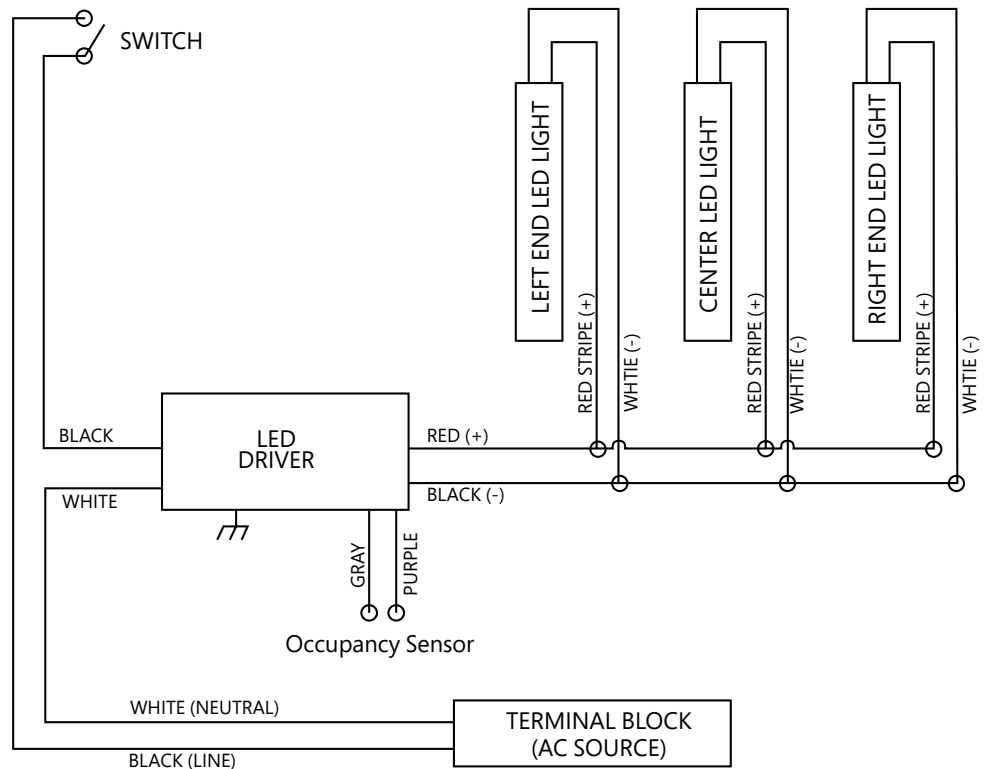 SWITCH
LEFT END LED LIGHT
CENTER LED LIGHT
RIGHT END LED LIGHT
RED STRIPE (+)
WHTIE (-)
RED STRIPE (+)
WHTIE (-)
RED STRIPE (+)
WHTIE (-)
BLACK
LED
DRIVER
RED (+)
WHITE
BLACK (-)
GRAY
PURPLE
Occupancy Sensor
WHITE (NEUTRAL)
TERMINAL BLOCK
(AC SOURCE)
BLACK (LINE)